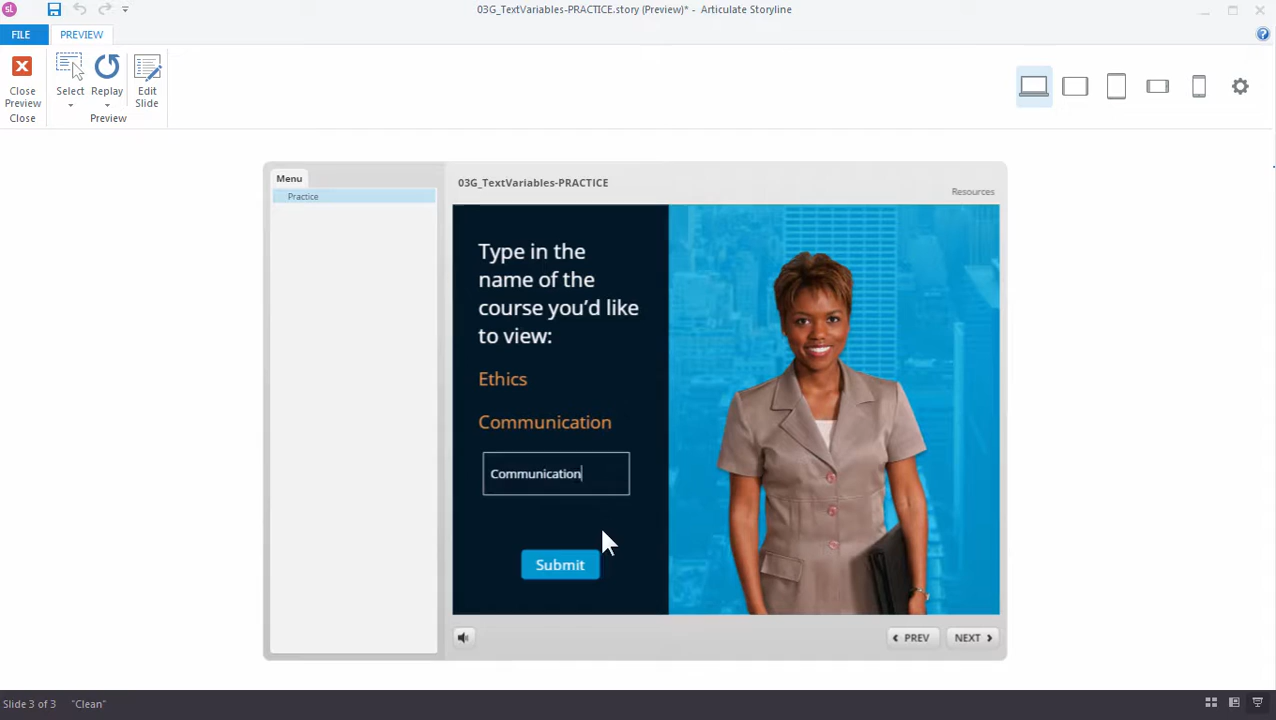 sl
03G_TextVariables-PRACTICE.story (Preview)* - Articulate Storyline
FILE
PREVIEW
?
Close
Preview
Select
Replay
Edit
Slide
Close
Preview
Menu
Practice
03G_TextVariables-PRACTICE
Resources
Type in the
name of the
course you’d like
to view:
Ethics
Communication
Communication
Submit
PREV
NEXT
Slide 3 of 3
"Clean"